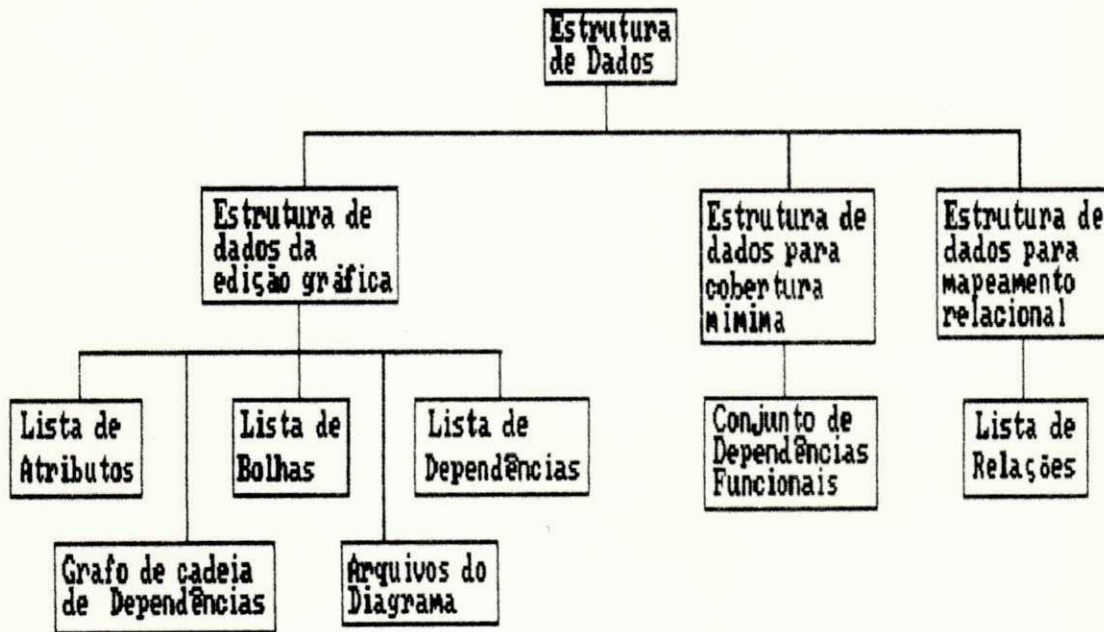 Estrutura
de Dados
Estrutura de
dados da
edição gráfica
Estrutura de
dados para
cobertura
mimima
Estrutura de
dados para
mapeamento
relacional
Lista de
Atributos
Lista de
Bolhas
Lista de
Dependências
Conjunto de
Dependências
Funcionais
Lista de
Relações
Grafo de cadeia
de Dependências
Arquivos do
Diagrama